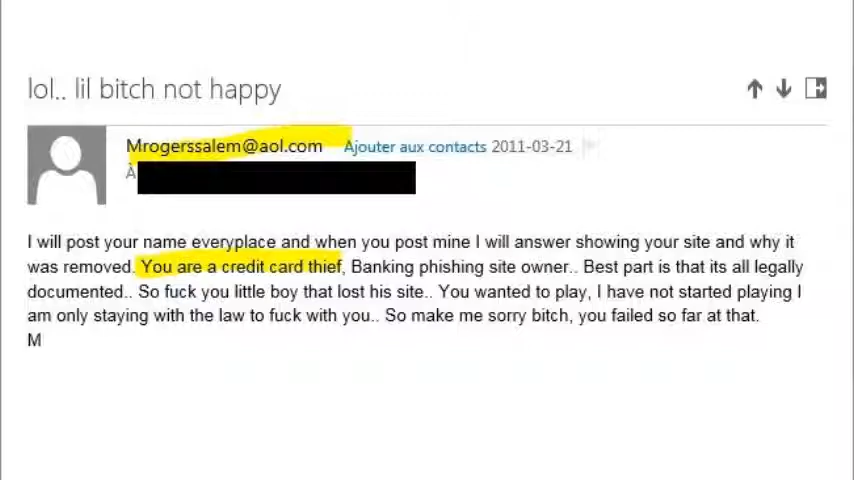 lol.. lil bitch not happy
Mrogerssalem@aol.com Ajouter aux contacts 2011-03-21
À
I will post your name everyplace and when you post mine I will answer showing your site and why it
was removed. You are a credit card thief, Banking phishing site owner.. Best part is that its all legally
documented.. So fuck you little boy that lost his site.. You wanted to play, I have not started playing I
am only staying with the law to fuck with you.. So make me sorry bitch, you failed so far at that.
M